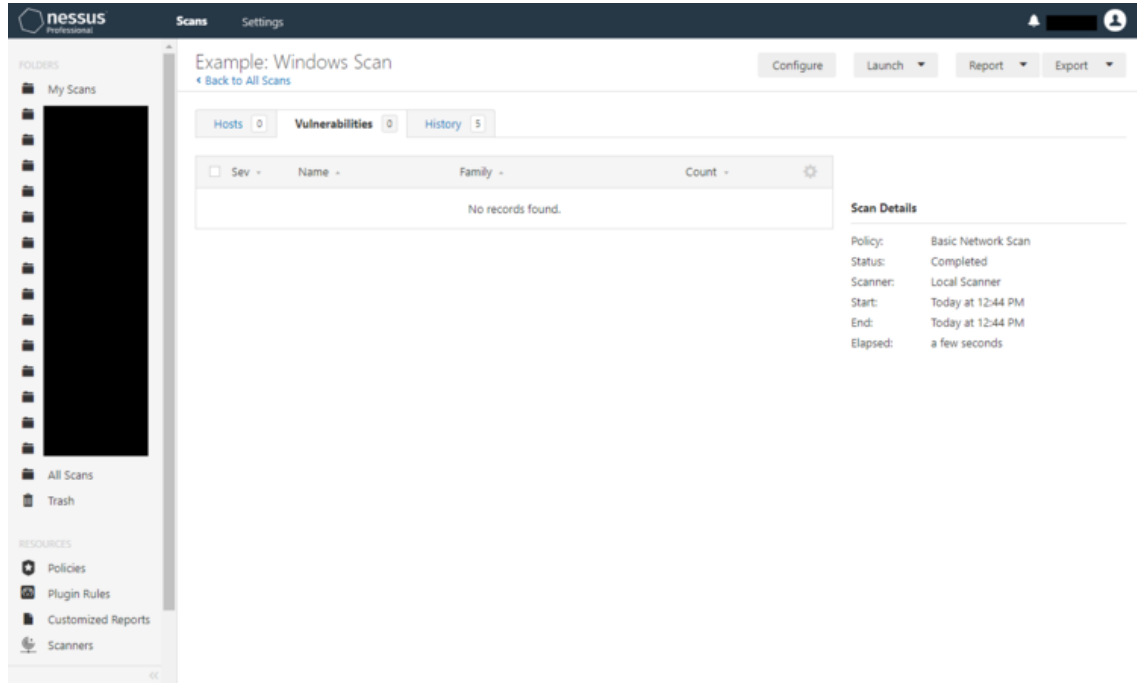 nessus
Professional
Scans
Settings
FOLDERS
My Scans
All Scans
Trash
RESOURCES
Policies
Plugin Rules
Customized Reports
Scanners
Example: Windows Scan
Back to All Scans
Configure
Launch
Report
Export
Hosts 0
Vulnerabilities 0
History 5
Sev
Name
Family
Count
No records found.
Scan Details
Policy: Basic Network Scan
Status: Completed
Scanner: Local Scanner
Start: Today at 12:44 PM
End: Today at 12:44 PM
Elapsed: a few seconds